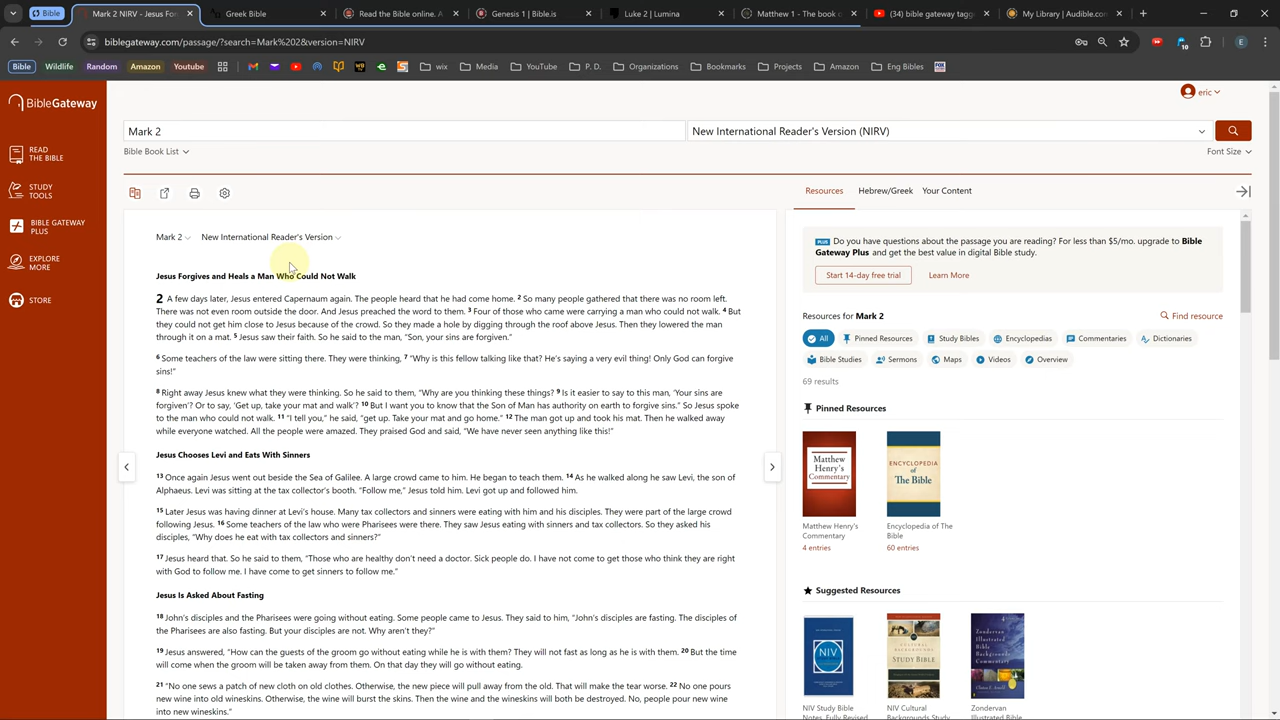 Bible
Mark 2 NIRV - Jesus For
Greek Bible
Read the Bible online. A
Genesis 1 | Bible.is
Luke 2 | Lumina
Matthew 1 - The book o
(34) bible gateway tagge
My Library | Audible.com
biblegateway.com/passage/?search=Mark%202&version=NIRV
Bible
Wildlife
Random
Amazon
Youtube
wix
Media
YouTube
P. D.
Organizations
Bookmarks
Projects
Amazon
Eng Bibles
BibleGateway
eric
Mark 2
New International Reader's Version (NIRV)
Bible Book List
Font Size
READ
THE BIBLE
STUDY
TOOLS
BIBLE GATEWAY
PLUS
EXPLORE
MORE
STORE
Mark 2
New International Reader's Version
Jesus Forgives and Heals a Man Who Could Not Walk
2 A few days later, Jesus entered Capernaum again. The people heard that he had come home. 2 So many people gathered that there was no room left.
There was not even room outside the door. And Jesus preached the word to them. 3 Four of those who came were carrying a man who could not walk. 4 But
they could not get him close to Jesus because of the crowd. So they made a hole by digging through the roof above Jesus. Then they lowered the man
through it on a mat. 5 Jesus saw their faith. So he said to the man, “Son, your sins are forgiven.”
6 Some teachers of the law were sitting there. They were thinking, 7 “Why is this fellow talking like that? He's saying a very evil thing! Only God can forgive
sins!”
8 Right away Jesus knew what they were thinking. So he said to them, “Why are you thinking these things? 9 Is it easier to say to this man, ‘Your sins are
forgiven’? Or to say, ‘Get up, take your mat and walk’? 10 But I want you to know that the Son of Man has authority on earth to forgive sins.” So Jesus spoke
to the man who could not walk. 11 “I tell you,” he said, “get up. Take your mat and go home.” 12 The man got up and took his mat. Then he walked away
while everyone watched. All the people were amazed. They praised God and said, “We have never seen anything like this!”
Jesus Chooses Levi and Eats With Sinners
13 Once again Jesus went out beside the Sea of Galilee. A large crowd came to him. He began to teach them. 14 As he walked along he saw Levi, the son of
Alphaeus. Levi was sitting at the tax collector's booth. “Follow me,” Jesus told him. Levi got up and followed him.
15 Later Jesus was having dinner at Levi's house. Many tax collectors and sinners were eating with him and his disciples. They were part of the large crowd
following Jesus. 16 Some teachers of the law who were Pharisees were there. They saw Jesus eating with sinners and tax collectors. So they asked his
disciples, “Why does he eat with tax collectors and sinners?”
17 Jesus heard that. So he said to them, “Those who are healthy don't need a doctor. Sick people do. I have not come to get those who think they are right
with God to follow me. I have come to get sinners to follow me.”
Jesus Is Asked About Fasting
18 John's disciples and the Pharisees were going without eating. Some people came to Jesus. They said to him, “John's disciples are fasting. The disciples of
the Pharisees are also fasting. But your disciples are not. Why aren't they?”
19 Jesus answered, “How can the guests of the groom go without eating while he is with them? They will not fast as long as he is with them. 20 But the time
will come when the groom will be taken away from them. On that day they will go without eating.
21 “No one sews a patch of new cloth on old clothes. Otherwise, the new piece will pull away from the old. That will make the tear worse. 22 No one pours
new wine into old wineskins. Otherwise, the wine will burst the skins. Then the wine and the wineskins will both be destroyed. No, people pour new wine
into new wineskins.”
Resources
Hebrew/Greek
Your Content
PLUS Do you have questions about the passage you are reading? For less than $5/mo. upgrade to Bible
Gateway Plus and get the best value in digital Bible study.
Start 14-day free trial
Learn More
Resources for Mark 2
Find resource
All
Pinned Resources
Study Bibles
Encyclopedias
Commentaries
Dictionaries
Bible Studies
Sermons
Maps
Videos
Overview
69 results
Pinned Resources
Matthew
Henry's
Commentary
ENCYCLOPEDIA
of
The BIBLE
Matthew Henry's
Commentary
4 entries
Encyclopedia of The
Bible
60 entries
Suggested Resources
NIV
CULTURAL
BACKGROUNDS
STUDY BIBLE
NIV Study Bible
Notes, Fully Revised
NIV Cultural
Backgrounds Study
Zondervan
Illustrated Bible